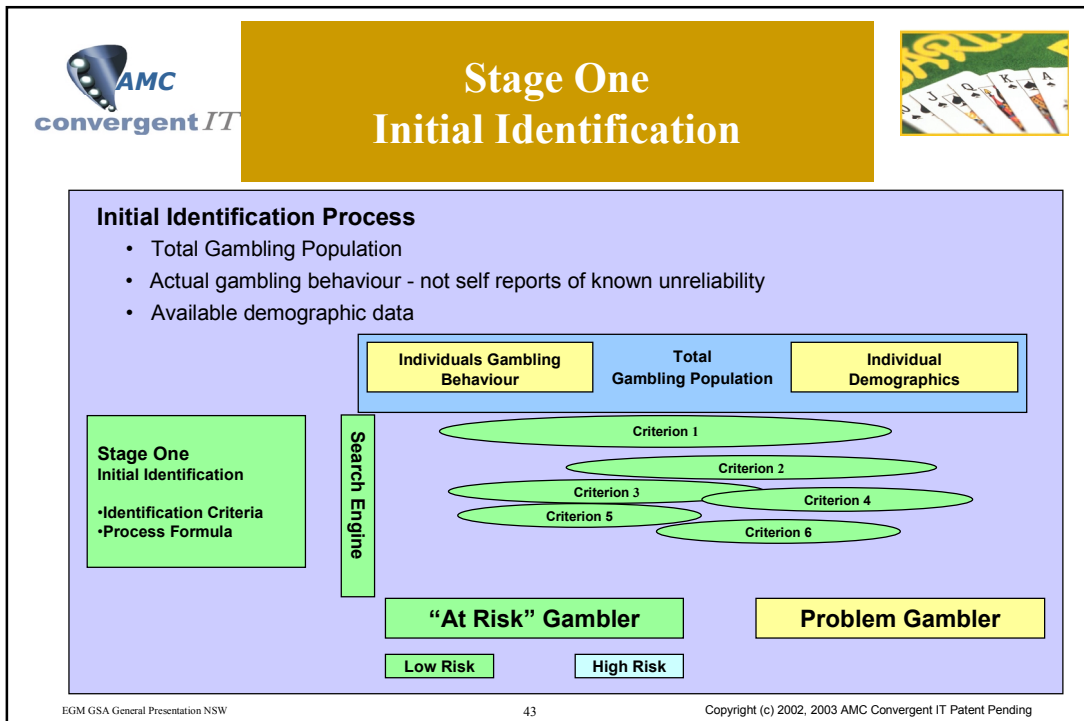 AMC
convergent IT
Stage One
Initial Identification
Initial Identification Process
• Total Gambling Population
• Actual gambling behaviour - not self reports of known unreliability
• Available demographic data
Individuals Gambling
Behaviour
Total
Gambling Population
Individual
Demographics
Stage One
Initial Identification
•Identification Criteria
•Process Formula
Search Engine
Criterion 1
Criterion 2
Criterion 3
Criterion 4
Criterion 5
Criterion 6
“At Risk” Gambler
Problem Gambler
Low Risk
High Risk
EGM GSA General Presentation NSW
43
Copyright (c) 2002, 2003 AMC Convergent IT Patent Pending